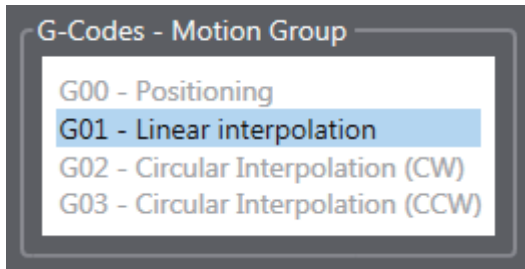 G-Codes - Motion Group
G00 - Positioning
G01 - Linear interpolation
G02 - Circular Interpolation (CW)
G03 - Circular Interpolation (CCW)